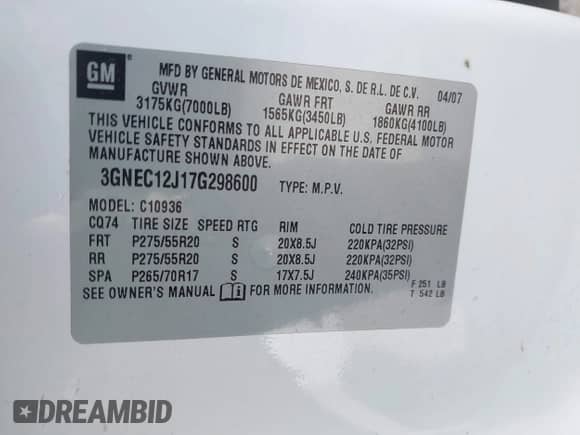 GM ®
MFD BY GENERAL MOTORS DE MEXICO, S. DE R.L. DE C.V. 04/07
GVWR GAWR FRT GAWR RR
3175KG(7000LB) 1565KG(3450LB) 1860KG(4100LB)
THIS VEHICLE CONFORMS TO ALL APPLICABLE U.S. FEDERAL MOTOR
VEHICLE SAFETY STANDARDS IN EFFECT ON THE DATE OF
MANUFACTURE SHOWN ABOVE.
3GNEC12J17G298600 TYPE: M.P.V.
MODEL: C10936
CQ74 TIRE SIZE SPEED RTG RIM COLD TIRE PRESSURE
FRT P275/55R20 S 20X8.5J 220KPA(32PSI)
RR P275/55R20 S 20X8.5J 220KPA(32PSI)
SPA P265/70R17 S 17X7.5J 240KPA(35PSI)
SEE OWNER'S MANUAL FOR MORE INFORMATION.
F 251 LB
T 542 LB
DREAMBID